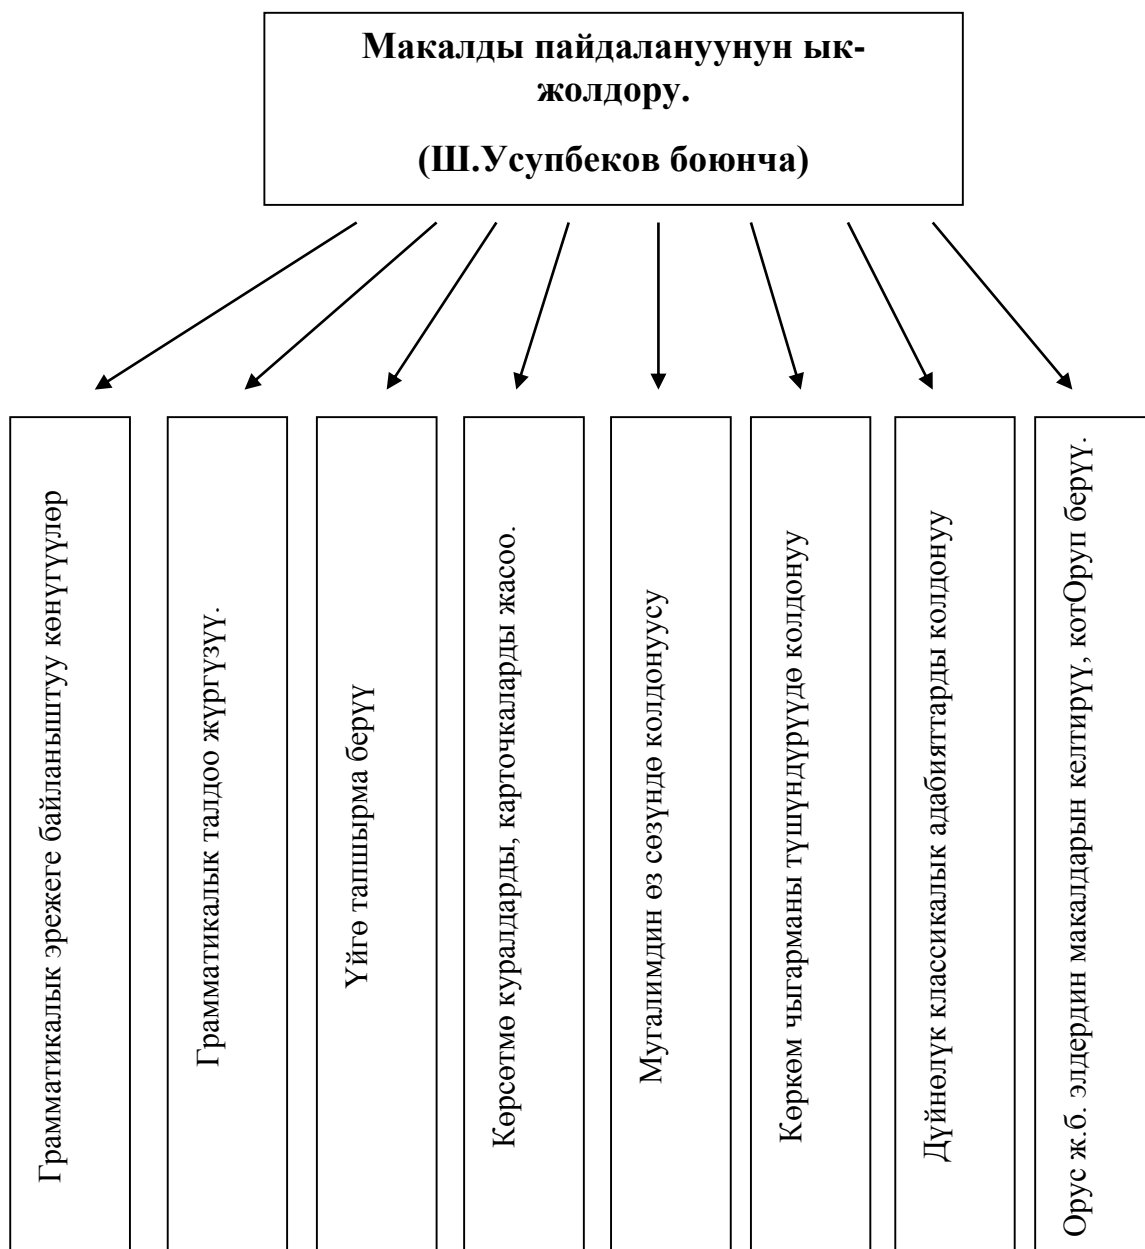 Макалды пайдалануунун ык-
жолдору.
(Ш.Усупбеков боюнча)
Грамматикалык эрежеге байланыштуу көнүгүүлөр
Грамматикалык талдоо жүргүзүү.
Үйгө тапшырма берүү
Көрсөтмө куралдарды, карточкаларды жасоо.
Мугалимдин өз сөзүндө колдонуусу
Көркөм чыгарманы түшүндүрүүдө колдонуу
Дүйнөлүк классикалык адабияттарды колдонуу
Орус ж.б. элдердин макалдарын келтирүү, котОруп берүү.